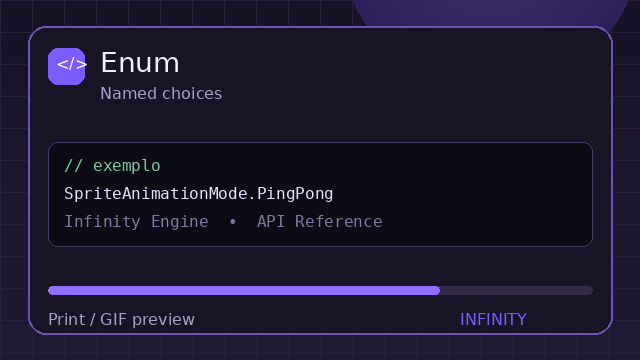 </>
Enum
Named choices
// exemplo
SpriteAnimationMode.PingPong
Infinity Engine • API Reference
Print / GIF preview
INFINITY